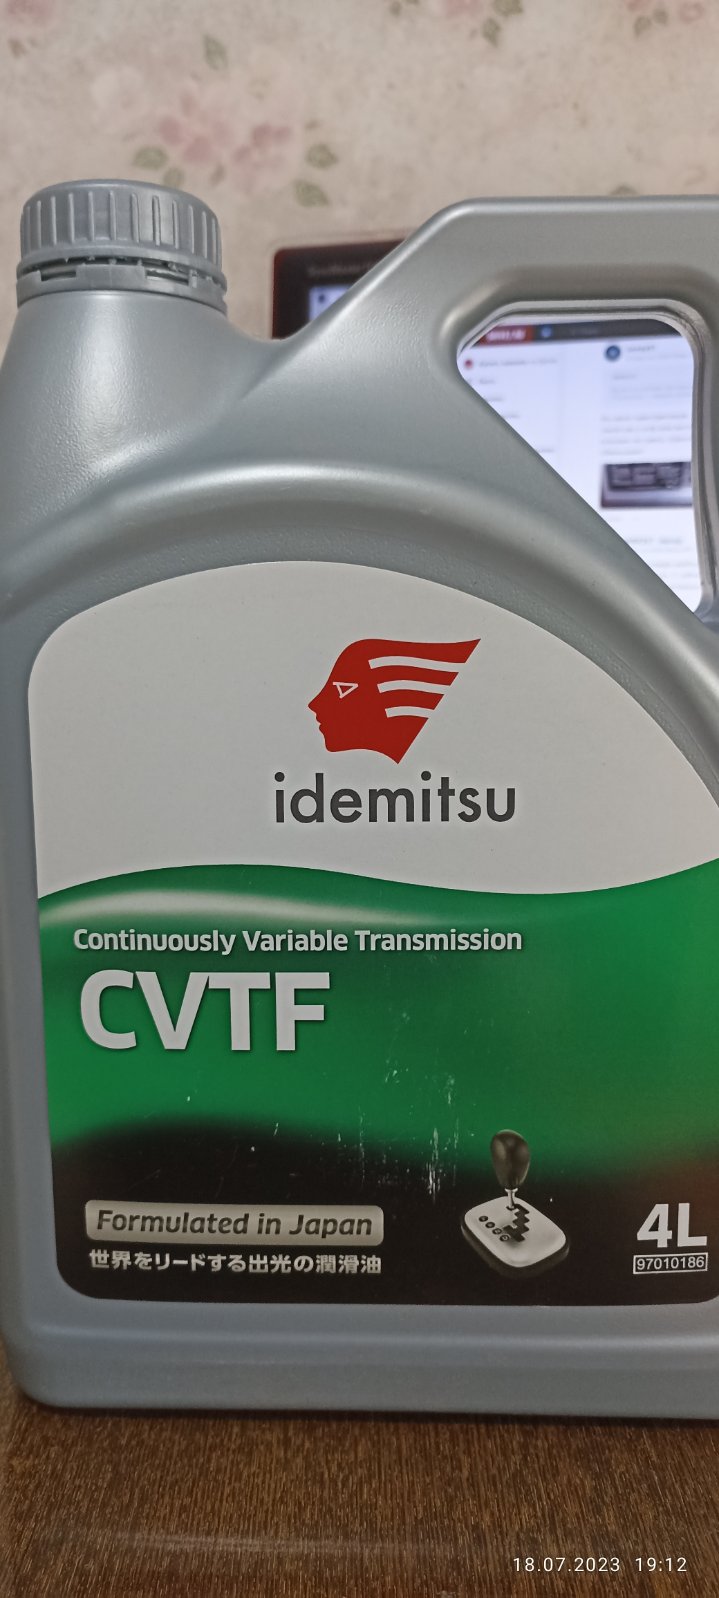 idemitsu
Continuously Variable Transmission
CVTF
Formulated in Japan
世界をリードする出光の潤滑油
4L
97010186
18.07.2023 19:12